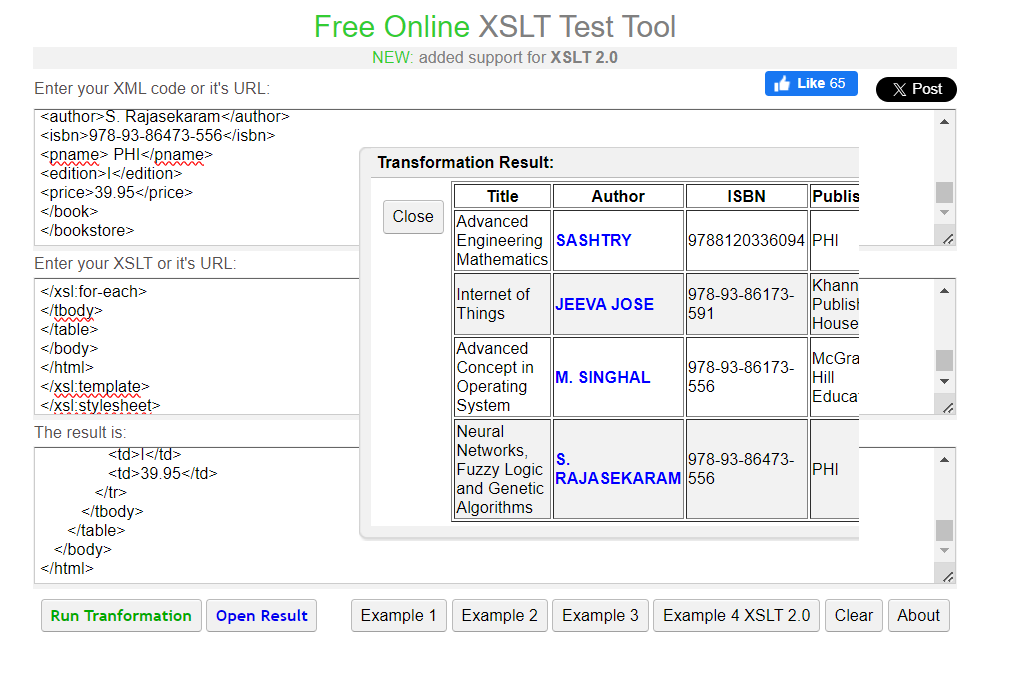 Free Online XSLT Test Tool
NEW: added support for XSLT 2.0
Enter your XML code or it's URL:
Like 65
Post
<author>S. Rajasekaram</author>
<isbn>978-93-86473-556</isbn>
<pname> PHI</pname>
<edition>I</edition>
<price>39.95</price>
</book>
</bookstore>
Enter your XSLT or it's URL:
</xsl:for-each>
</tbody>
</table>
</body>
</html>
</xsl:template>
</xsl:stylesheet>
The result is:
<td>I</td>
<td>39.95</td>
</tr>
</tbody>
</table>
</body>
</html>
Transformation Result:
Close
Title Author ISBN Publis
Advanced
Engineering
Mathematics
SASHTRY
9788120336094
PHI
Internet of
Things
JEEVA JOSE
978-93-86173-
591
Khann
Publish
House
Advanced
Concept in
Operating
System
M. SINGHAL
978-93-86173-
556
McGra
Hill
Educa
Neural
Networks,
Fuzzy Logic
and Genetic
Algorithms
S.
RAJASEKARAM
978-93-86473-
556
PHI
Run Tranformation
Open Result
Example 1
Example 2
Example 3
Example 4 XSLT 2.0
Clear
About